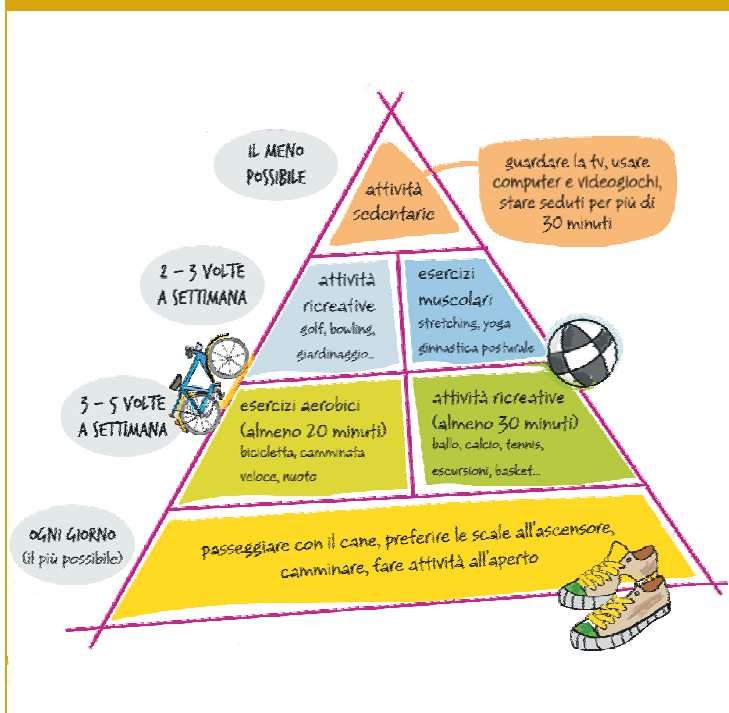 IL MENO
POSSIBILE
attività
sedentarie
guardare la tv, usare
computer e videogiochi,
stare seduti per più di
30 minuti
2 – 3 VOLTE
A SETTIMANA
attività
ricreative
golf, bowling,
giardinaggio...
esercizi
muscolari
stretching, yoga
ginnastica posturale
3 – 5 VOLTE
A SETTIMANA
esercizi aerobici
(almeno 20 minuti)
bicicletta, camminata
veloce, nuoto
attività ricreative
(almeno 30 minuti)
ballo, calcio, tennis,
escursioni, basket...
OGNI GIORNO
(il più possibile)
passeggiare con il cane, preferire le scale all'ascensore,
camminare, fare attività all'aperto